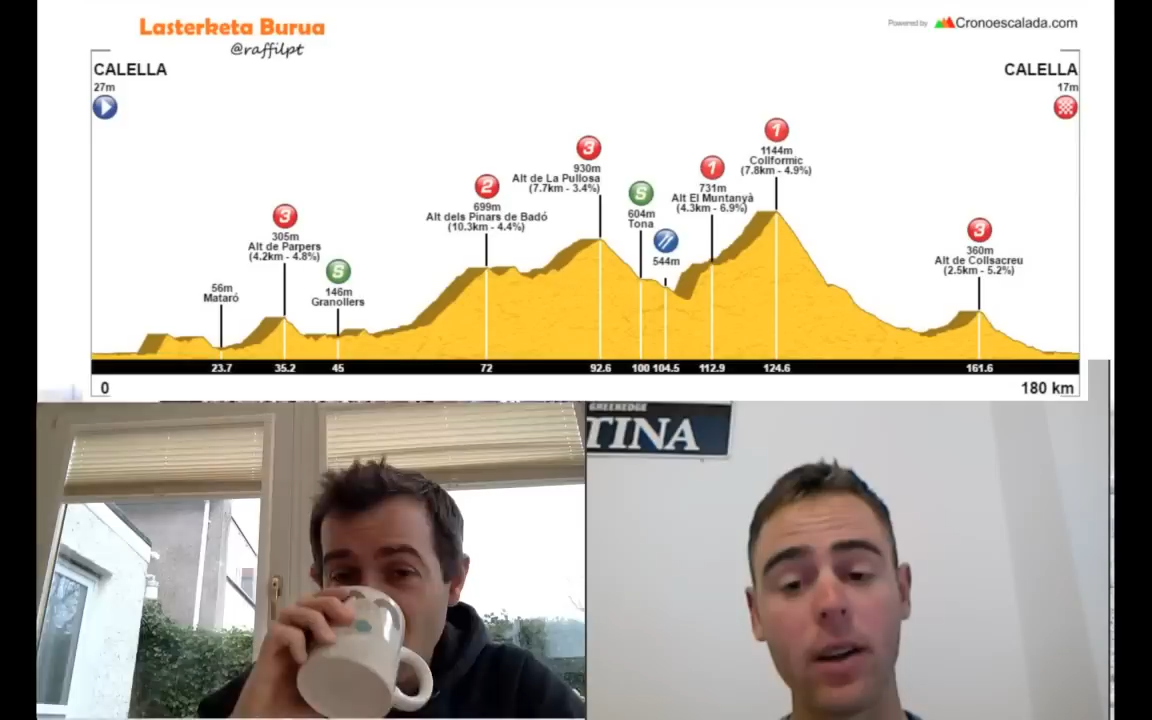 Lasterketa Burua
@raffilpt
Powered by Cronoescalada.com
CALELLA
27m
CALELLA
17m
1
1144m
Collformic
(7.8km - 4.9%)
3
930m
Alt de La Pullosa
(7.7km - 3.4%)
1
731m
Alt El Muntanyà
(4.3km - 6.9%)
2
699m
Alt dels Pinars de Badó
(10.3km - 4.4%)
S
604m
Tona
3
305m
Alt de Parpers
(4.2km - 4.8%)
544m
3
360m
Alt de Collsacreu
(2.5km - 5.2%)
S
146m
Granollers
56m
Mataró
23.7 35.2 45 72 92.6 100 104.5 112.9 124.6 161.6
0 180 km
GREENEDGE
TINA